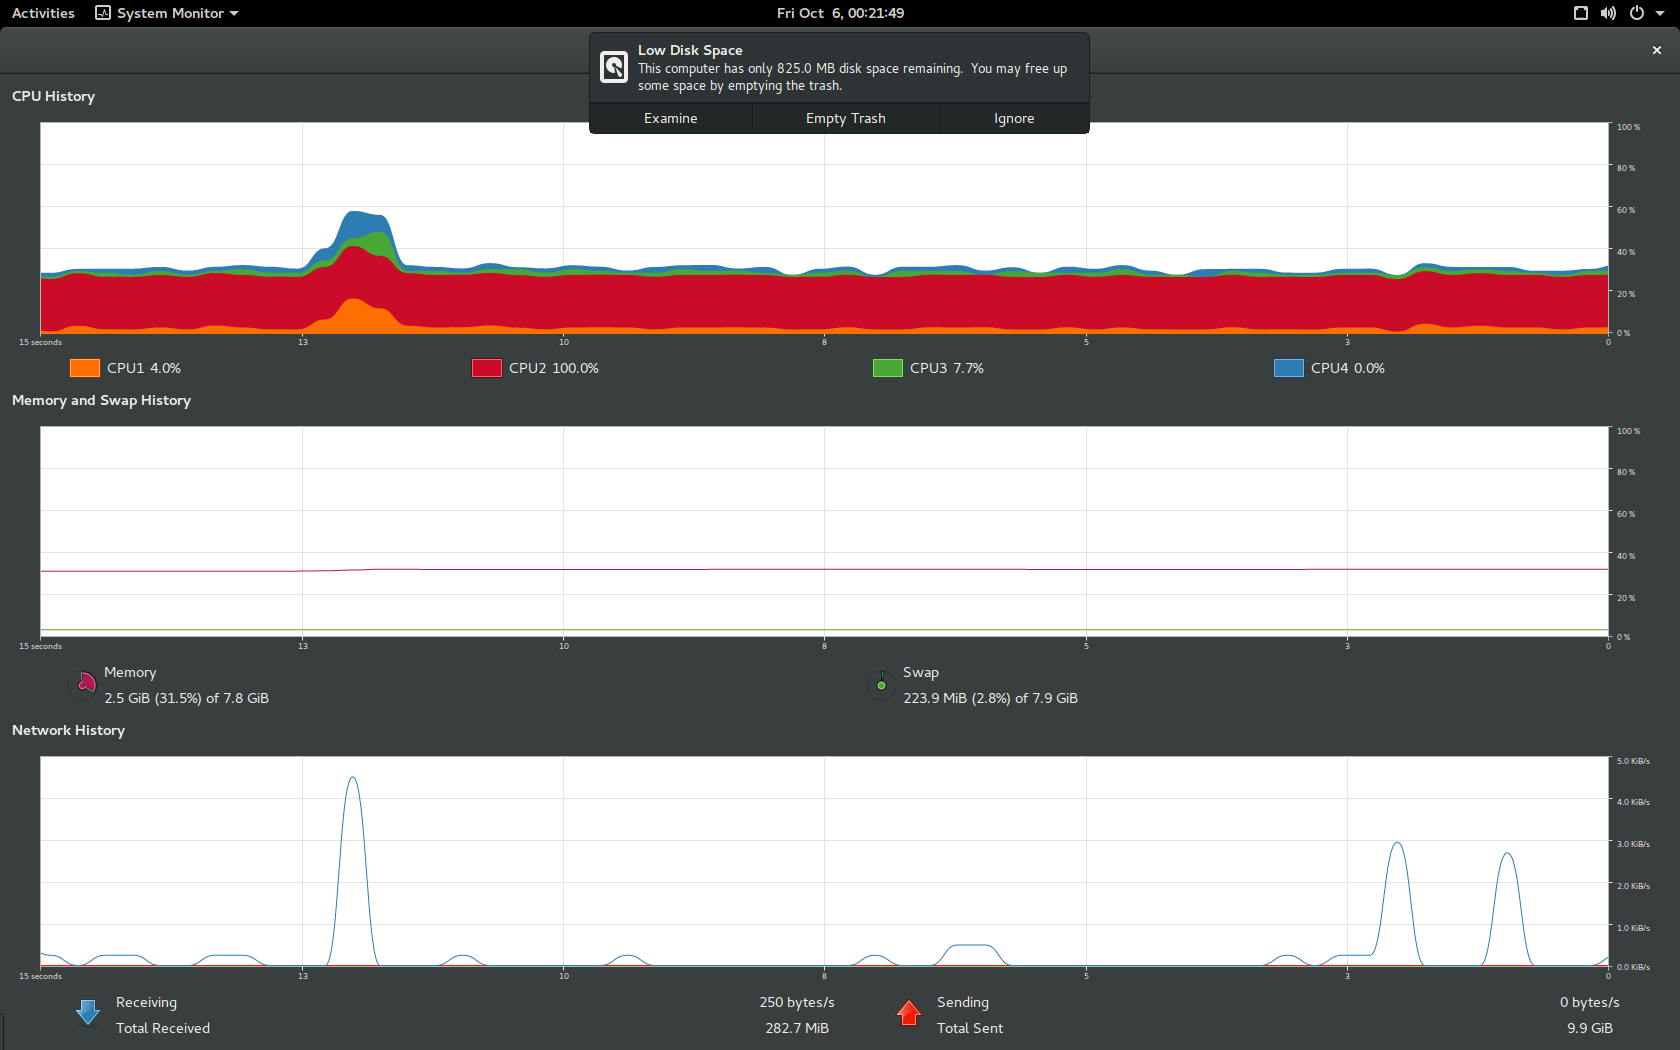 Activities System Monitor Fri Oct 6, 00:21:49
Low Disk Space
This computer has only 825.0 MB disk space remaining. You may free up
some space by emptying the trash.
Examine Empty Trash Ignore
CPU History
100 %
80 %
60 %
40 %
20 %
0 %
15 seconds 13 10 8 5 3 0
CPU1 4.0% CPU2 100.0% CPU3 7.7% CPU4 0.0%
Memory and Swap History
100 %
80 %
60 %
40 %
20 %
0 %
15 seconds 13 10 8 5 3 0
Memory
2.5 GiB (31.5%) of 7.8 GiB
Swap
223.9 MiB (2.8%) of 7.9 GiB
Network History
5.0 KiB/s
4.0 KiB/s
3.0 KiB/s
2.0 KiB/s
1.0 KiB/s
0.0 KiB/s
15 seconds 13 10 8 5 3 0
Receiving 250 bytes/s
Total Received 282.7 MiB
Sending 0 bytes/s
Total Sent 9.9 GiB